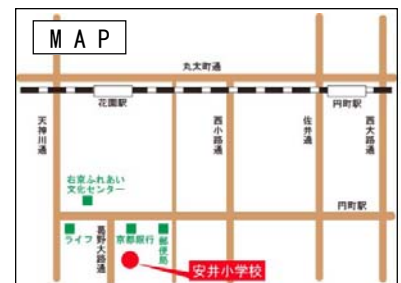 MAP
丸太町通
花園駅
円町駅
天神川通
西小路通
佐井通
西大路通
右京ふれあい
文化センター
円町駅
ライフ
葛野大路通
京都銀行
郵便局
安井小学校